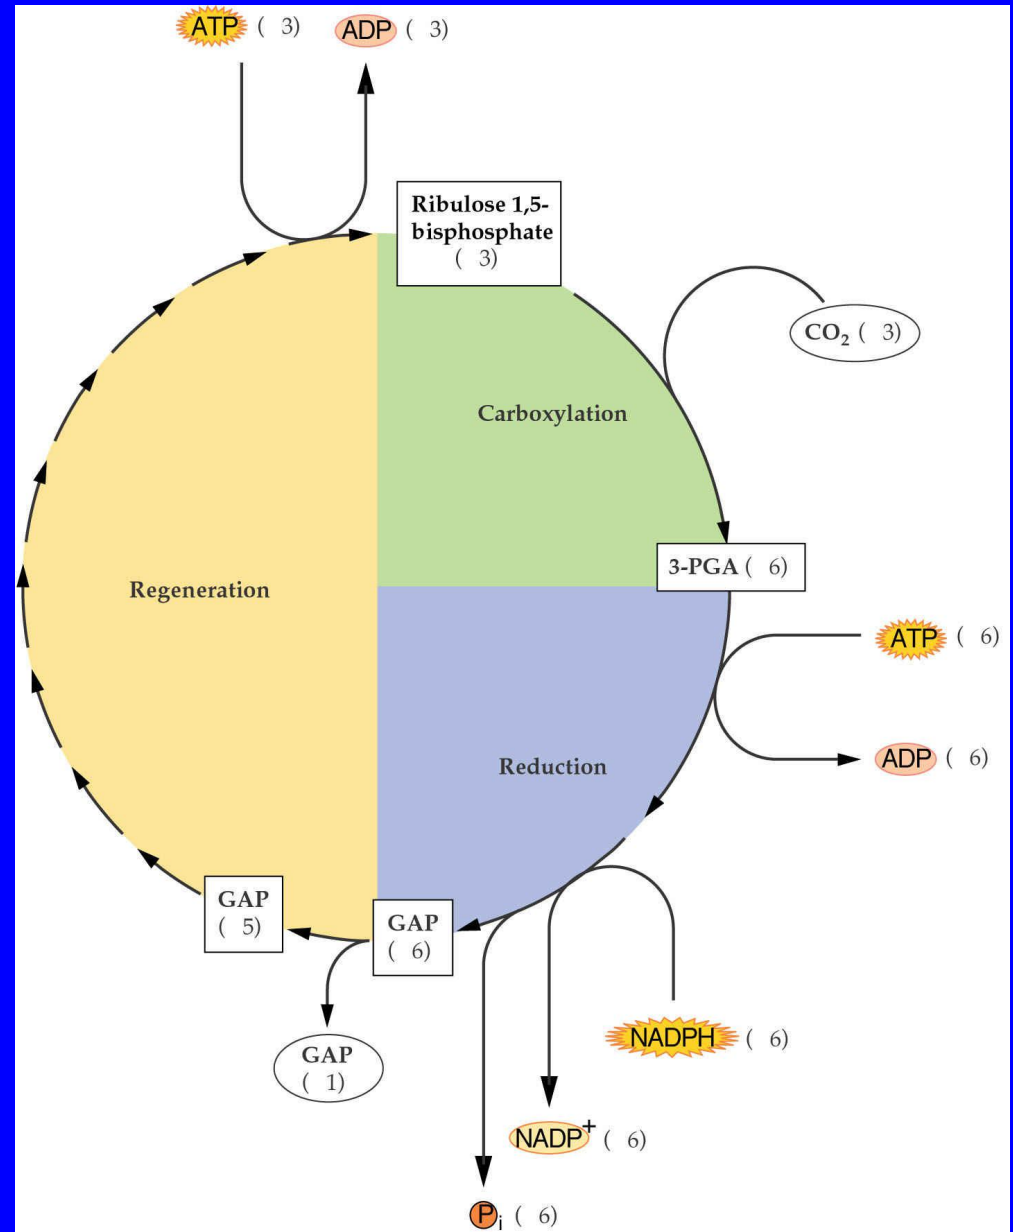 ATP ( 3)
ADP ( 3)
Ribulose 1,5-
bisphosphate
( 3)
CO₂ ( 3)
Carboxylation
3-PGA ( 6)
Regeneration
ATP ( 6)
ADP ( 6)
Reduction
GAP
( 5)
GAP
( 6)
GAP
( 1)
NADPH ( 6)
NADP+ ( 6)
Pi ( 6)